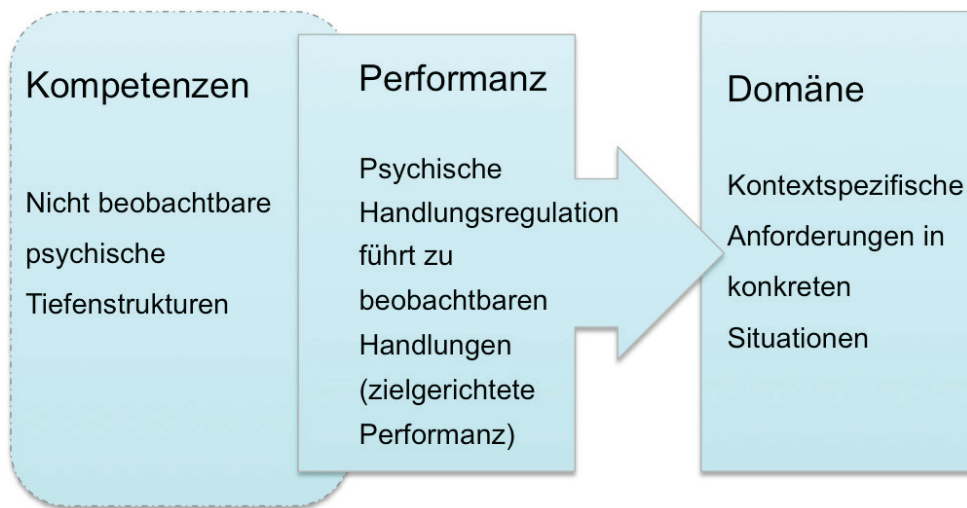 Kompetenzen
Nicht beobachtbare
psychische
Tiefenstrukturen
Performanz
Psychische
Handlungsregulation
führt zu
beobachtbaren
Handlungen
(zielgerichtete
Performanz)
Domäne
Kontextspezifische
Anforderungen in
konkreten
Situationen